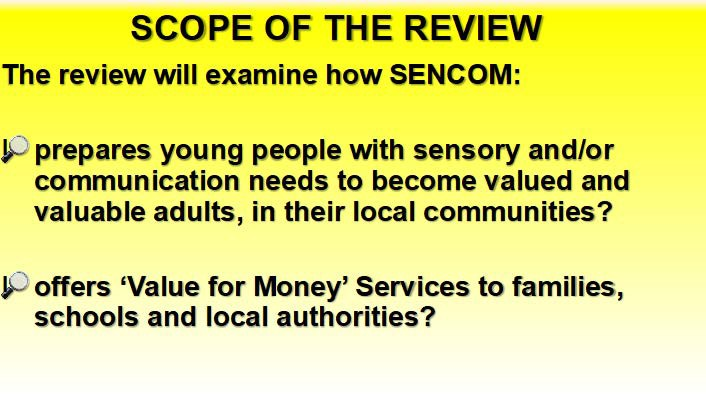 SCOPE OF THE REVIEW
The review will examine how SENCOM:
prepares young people with sensory and/or
communication needs to become valued and
valuable adults, in their local communities?
offers ‘Value for Money’ Services to families,
schools and local authorities?